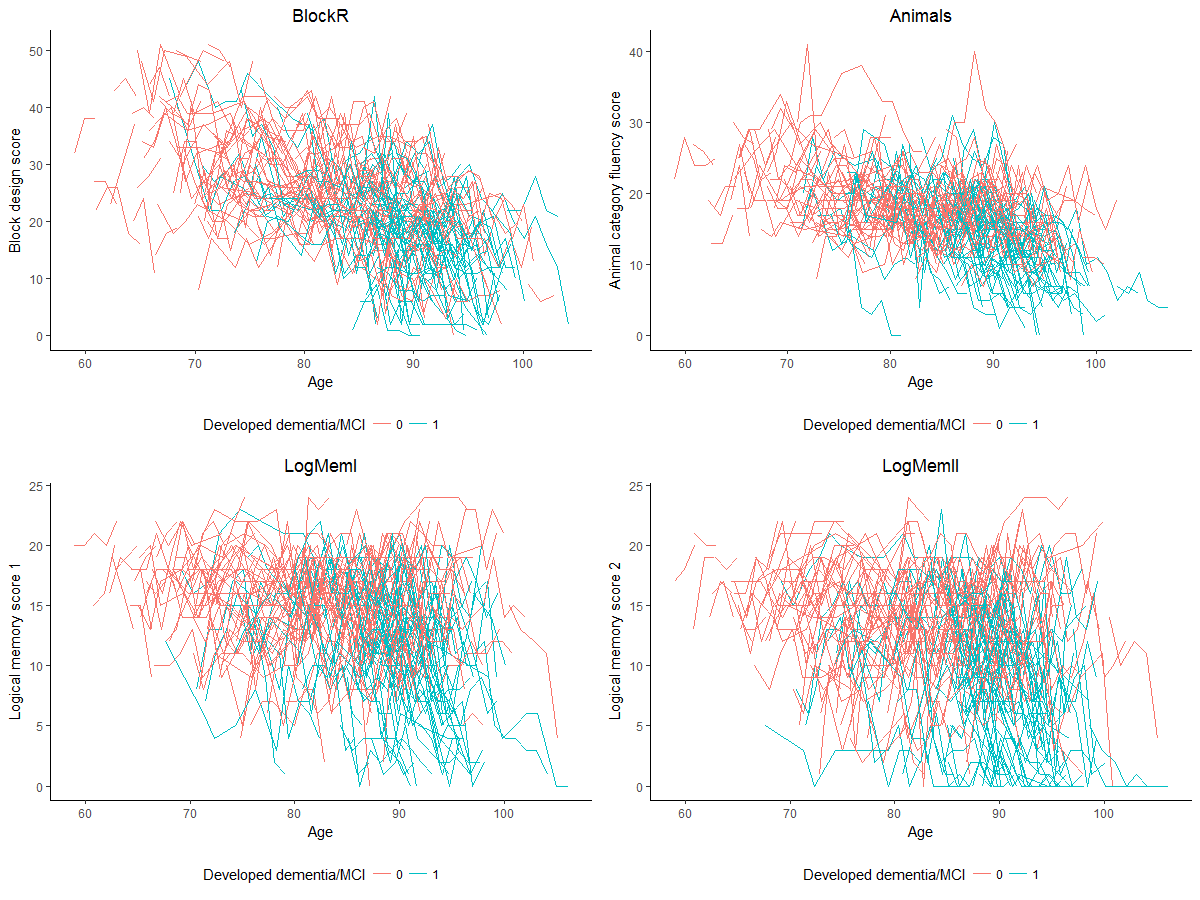 BlockR
Block design score
50
40
30
20
10
0
60 70 80 90 100
Age
Developed dementia/MCI 0 1
Animals
Animal category fluency score
40
30
20
10
0
60 70 80 90 100
Age
Developed dementia/MCI 0 1
LogMemI
Logical memory score 1
25
20
15
10
5
0
60 70 80 90 100
Age
Developed dementia/MCI 0 1
LogMemII
Logical memory score 2
25
20
15
10
5
0
60 70 80 90 100
Age
Developed dementia/MCI 0 1